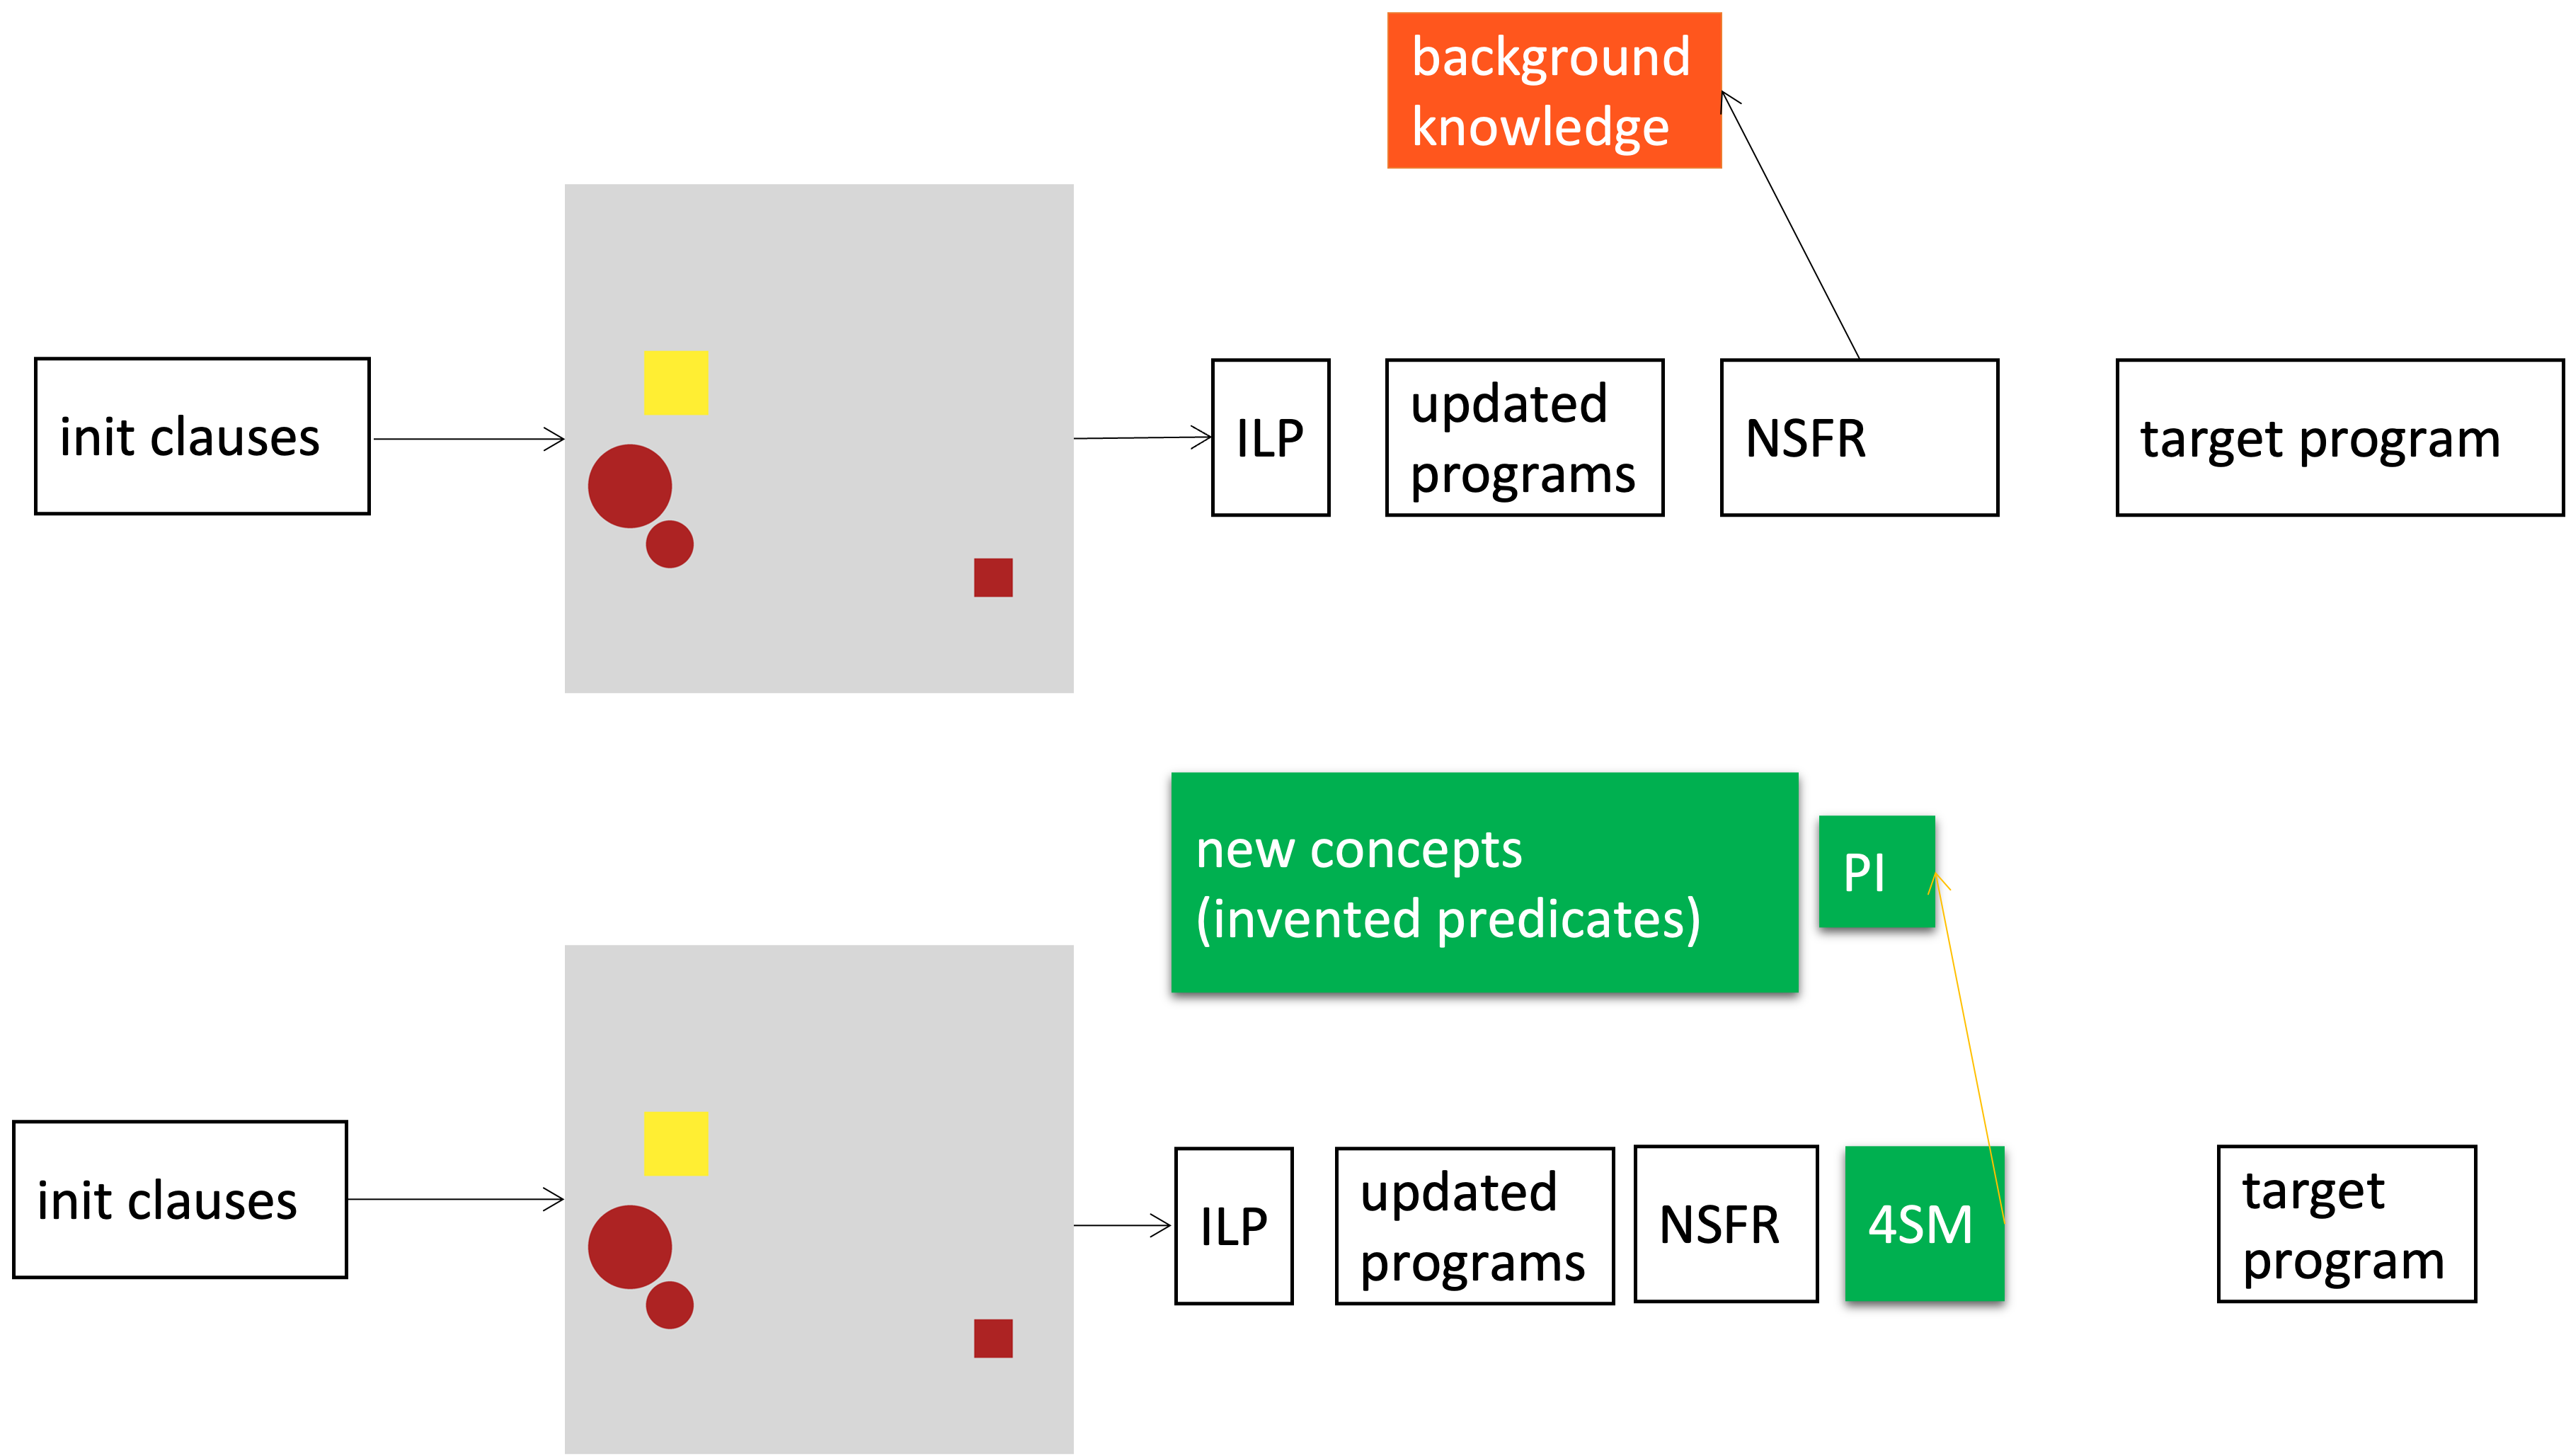 background
knowledge
init clauses
ILP
updated
programs
NSFR
target program
new concepts
(invented predicates)
PI
init clauses
ILP
updated
programs
NSFR
4SM
target
program